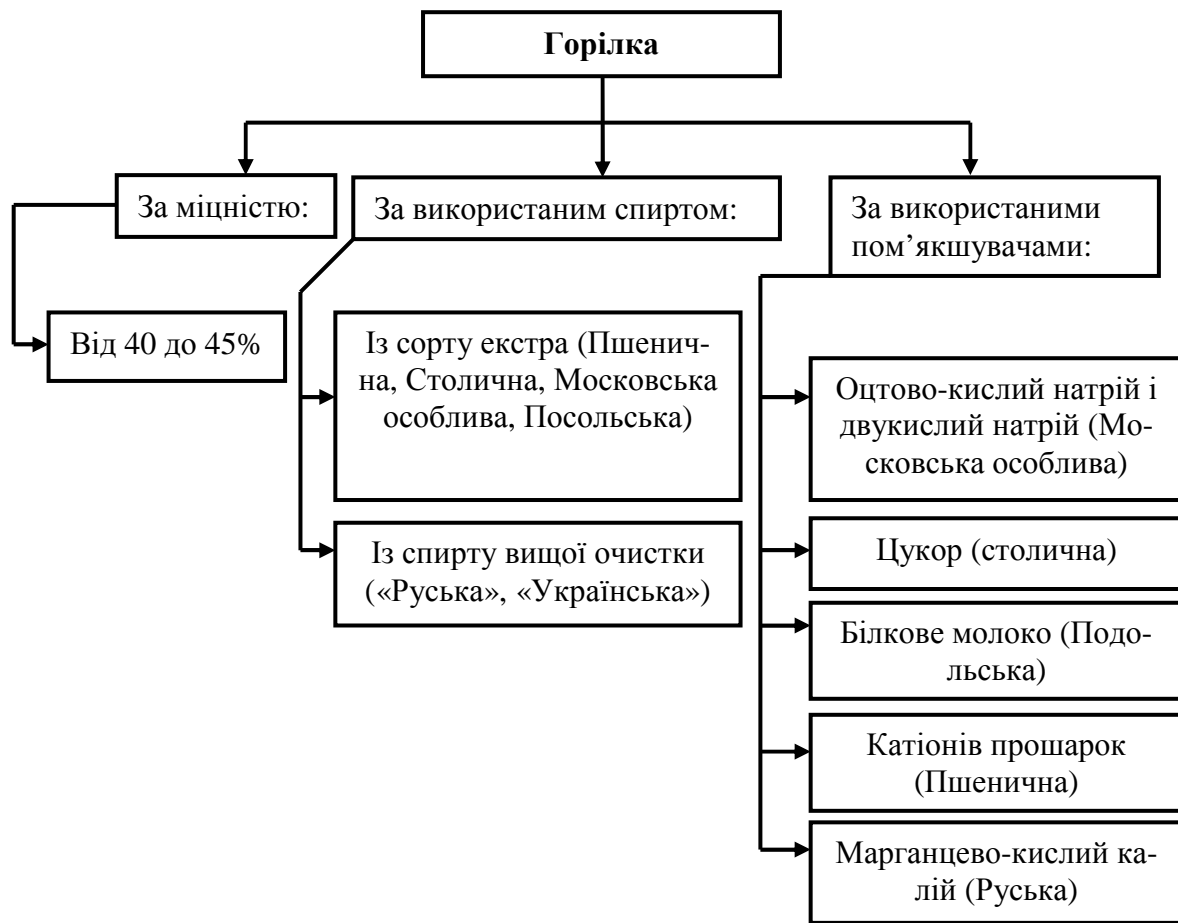 Горілка
За міцністю:
Від 40 до 45%
За використаним спиртом:
Із сорту екстра (Пшенич-
на, Столична, Московська
особлива, Посольська)
Із спирту вищої очистки
(«Руська», «Українська»)
За використаними
пом’якшувачами:
Оцтово-кислий натрій і
двукислий натрій (Мо-
сковська особлива)
Цукор (столична)
Білкове молоко (Подо-
льська)
Катіонів прошарок
(Пшенична)
Марганцево-кислий ка-
лій (Руська)